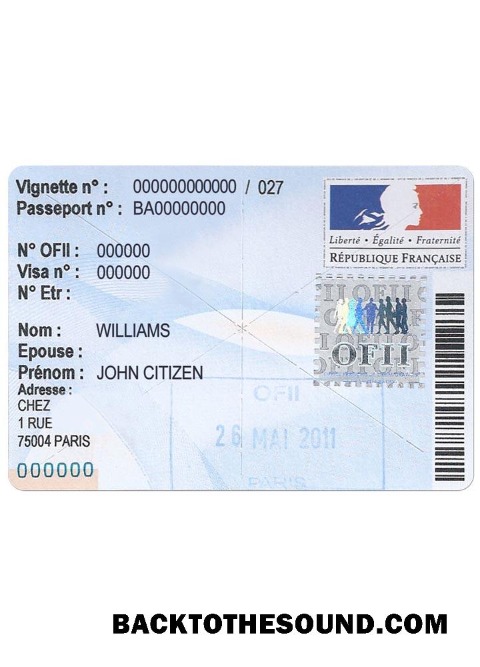 Vignette n° : 000000000000 / 027
Passeport n° : BA00000000
Liberté • Égalité • Fraternité
RÉPUBLIQUE FRANÇAISE
N° OFII : 000000
Visa n° : 000000
N° Etr :
OFII
Nom : WILLIAMS
Epouse :
Prénom : JOHN CITIZEN
Adresse :
CHEZ
1 RUE
75004 PARIS
000000
OFII
26 MAI 2011
PARIS
BACKTOTHESOUND.COM